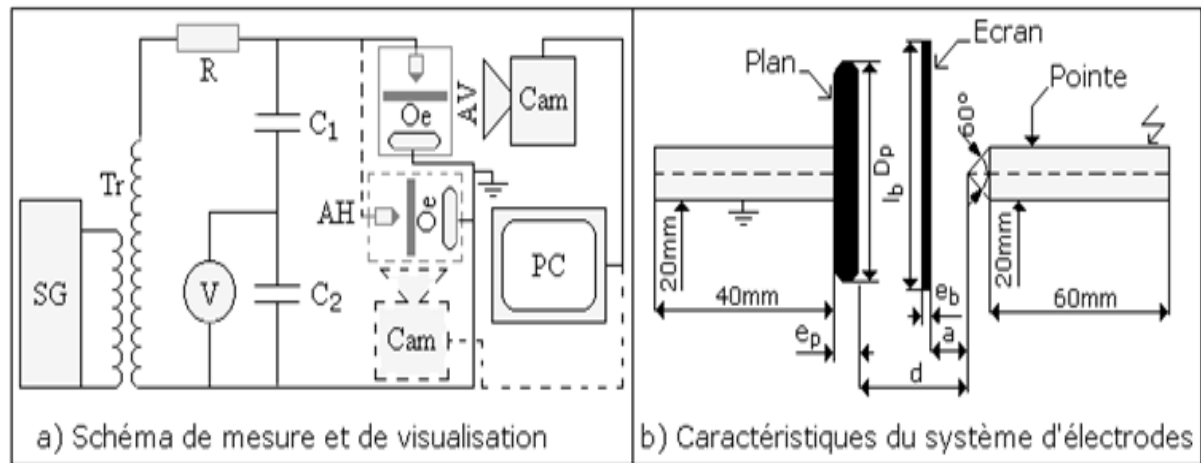 R
C1
C2
Tr
SG
V
Oe
AV
Cam
AH
Oe
PC
Cam
a) Schéma de mesure et de visualisation
Ecran
Plan
Pointe
60°
Dp
lb
20mm
20mm
40mm
60mm
eb
a
ep
d
b) Caractéristiques du système d'électrodes